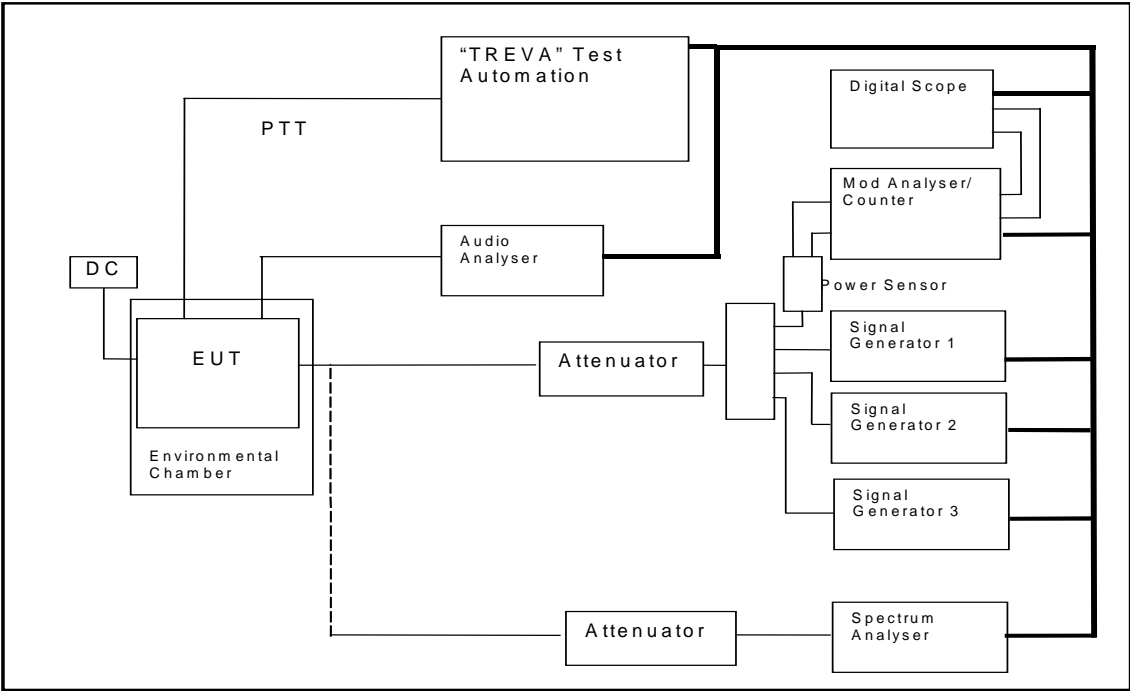 “TREVA” Test
Automation
Digital Scope
PTT
Mod Analyser/
Counter
Audio
Analyser
DC
Power Sensor
Signal
Generator 1
EUT
Attenuator
Signal
Generator 2
Environmental
Chamber
Signal
Generator 3
Attenuator
Spectrum
Analyser